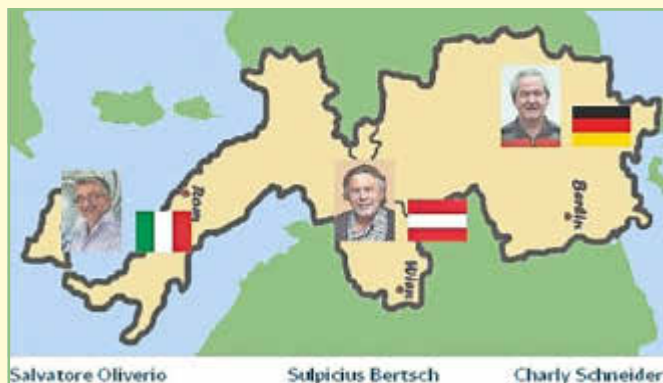 Rom
Wien
Berlin
Salvatore Oliverio
Sulpicius Bertsch
Charly Schneider